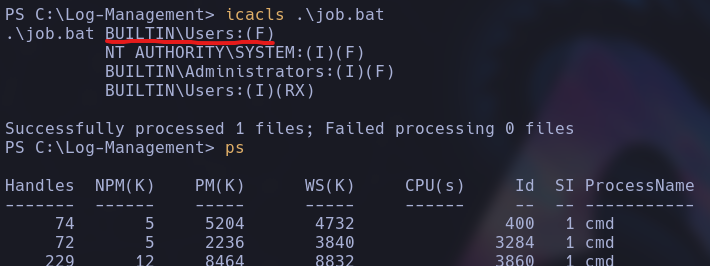 PS C:\Log-Management> icacls .\job.bat
.\job.bat BUILTIN\Users:(F)
NT AUTHORITY\SYSTEM:(I)(F)
BUILTIN\Administrators:(I)(F)
BUILTIN\Users:(I)(RX)
Successfully processed 1 files; Failed processing 0 files
PS C:\Log-Management> ps
Handles NPM(K) PM(K) WS(K) CPU(s) Id SI ProcessName
------- ------ ----- ----- ------ -- -- -----------
74 5 5204 4732 400 1 cmd
72 5 2236 3840 3284 1 cmd
229 12 8464 8832 3860 1 cmd